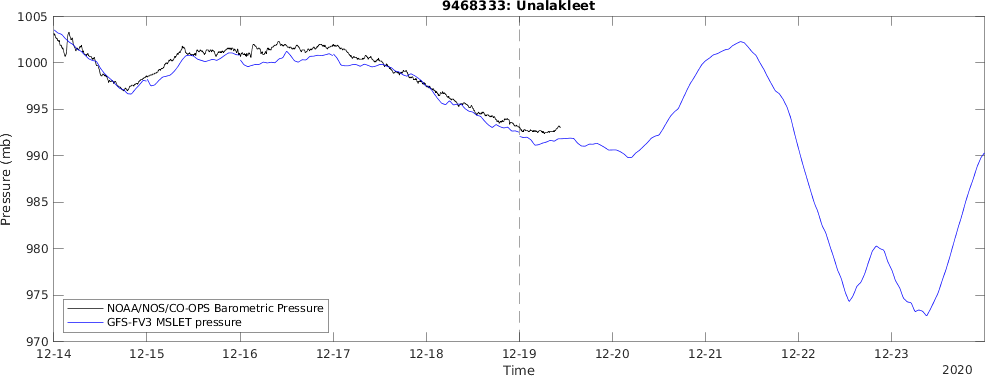 9468333: Unalakleet
Pressure (mb)
1005
1000
995
990
985
980
975
970
NOAA/NOS/CO-OPS Barometric Pressure
GFS-FV3 MSLET pressure
12-14 12-15 12-16 12-17 12-18 12-19 12-20 12-21 12-22 12-23
Time
2020